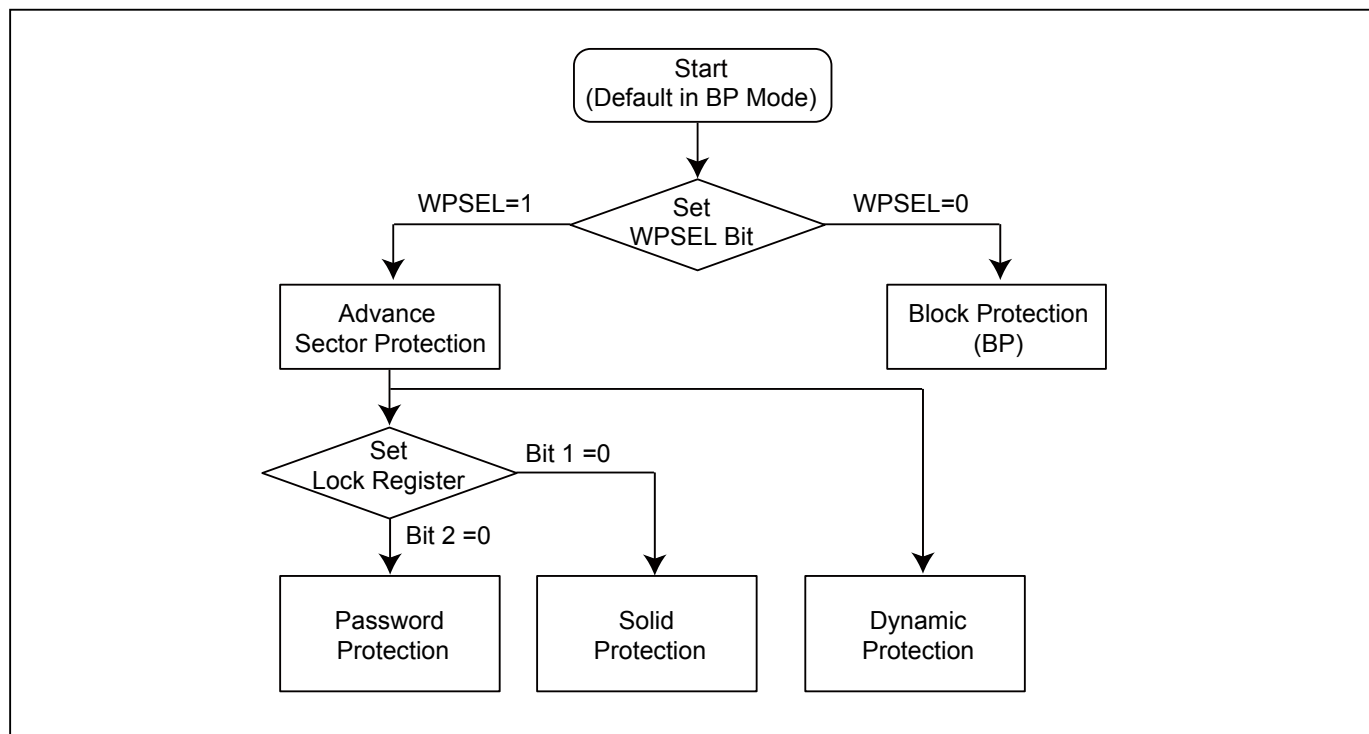 Start
(Default in BP Mode)
WPSEL=1
Set
WPSEL Bit
WPSEL=0
Advance
Sector Protection
Block Protection
(BP)
Set
Lock Register
Bit 1 =0
Bit 2 =0
Password
Protection
Solid
Protection
Dynamic
Protection